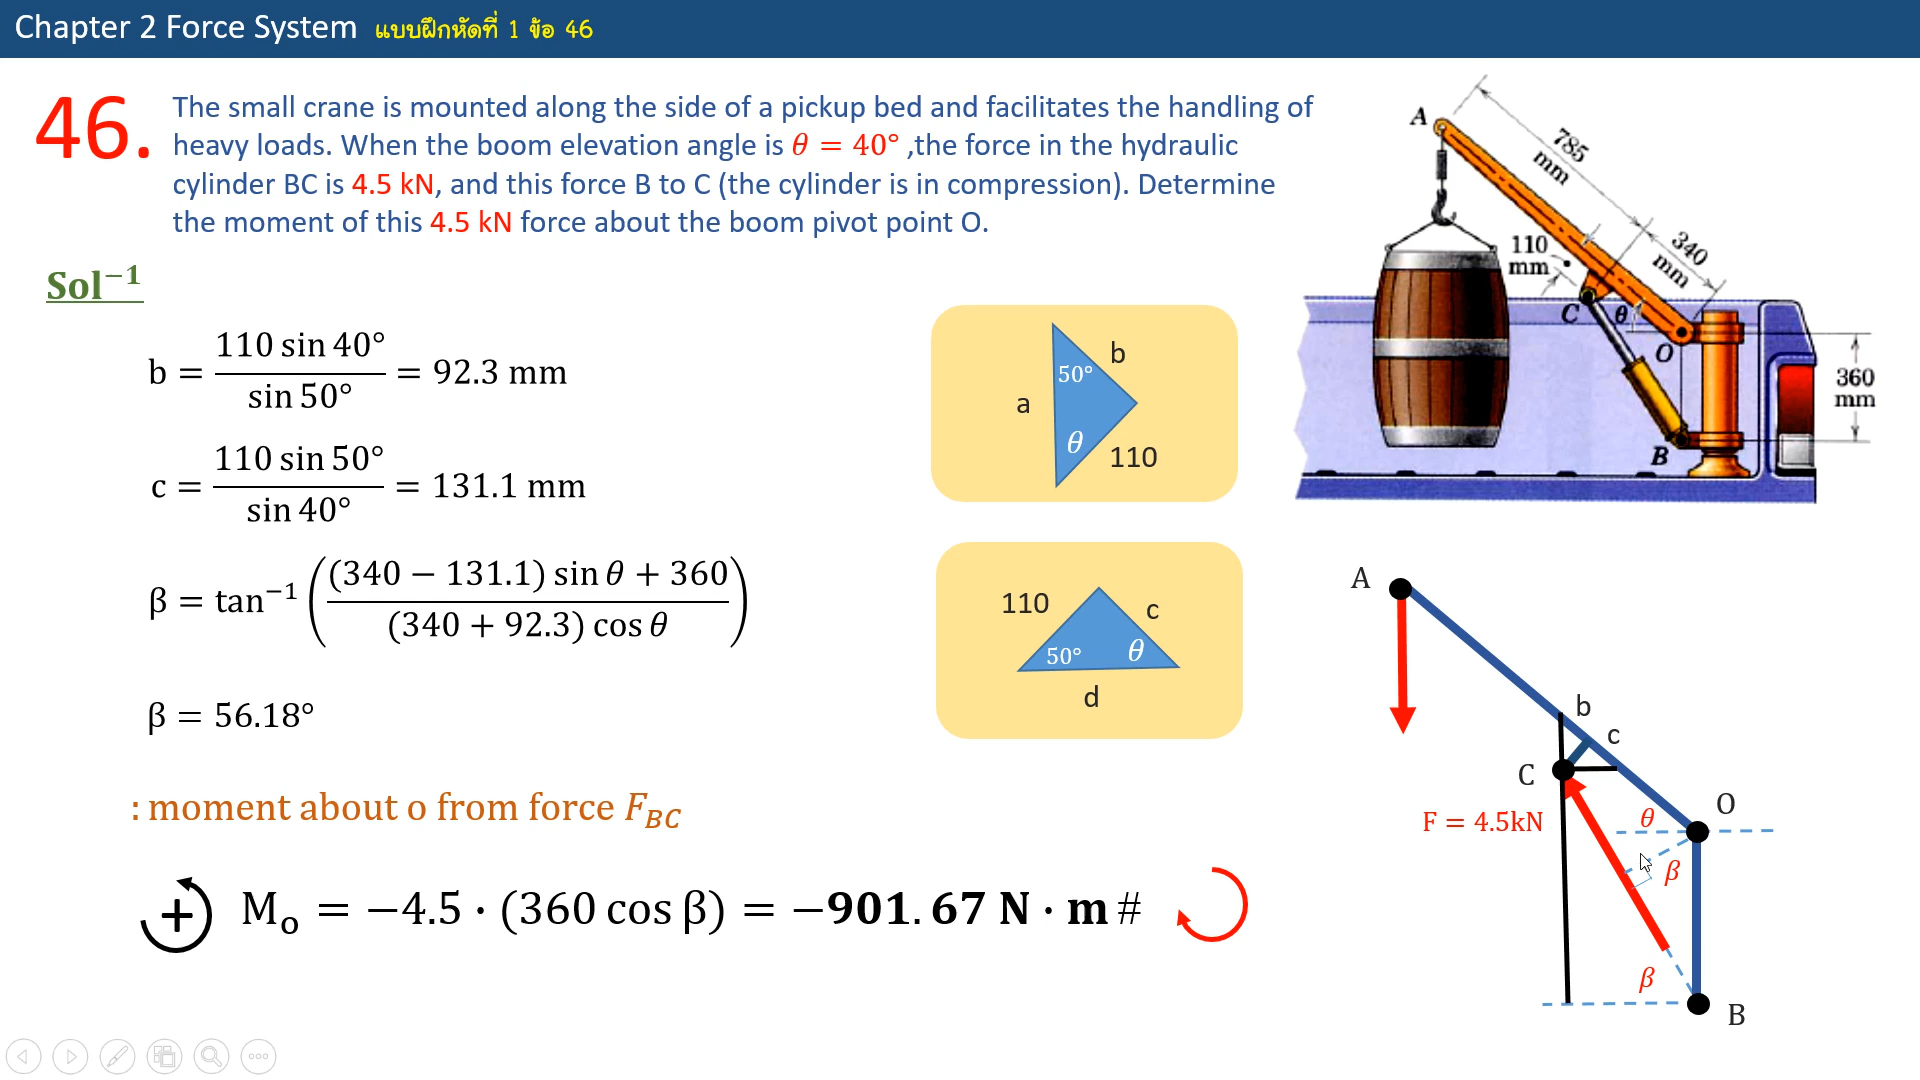 Chapter 2 Force System แบบฝึกหัดที่ 1 ข้อ 46
46.
The small crane is mounted along the side of a pickup bed and facilitates the handling of
heavy loads. When the boom elevation angle is θ = 40° ,the force in the hydraulic
cylinder BC is 4.5 kN, and this force B to C (the cylinder is in compression). Determine
the moment of this 4.5 kN force about the boom pivot point O.
Sol⁻¹
b = 110 sin 40° / sin 50° = 92.3 mm
c = 110 sin 50° / sin 40° = 131.1 mm
β = tan⁻¹ ( (340 − 131.1) sin θ + 360 / (340 + 92.3) cos θ )
β = 56.18°
: moment about o from force F_BC
+ M_o = −4.5 · (360 cos β) = −901.67 N · m #
a
b
50°
θ
110
110
c
50°
θ
d
A
785
mm
340
mm
110
mm
C
θ
O
360
mm
B
A
b
c
C
O
F = 4.5kN
θ
β
β
B